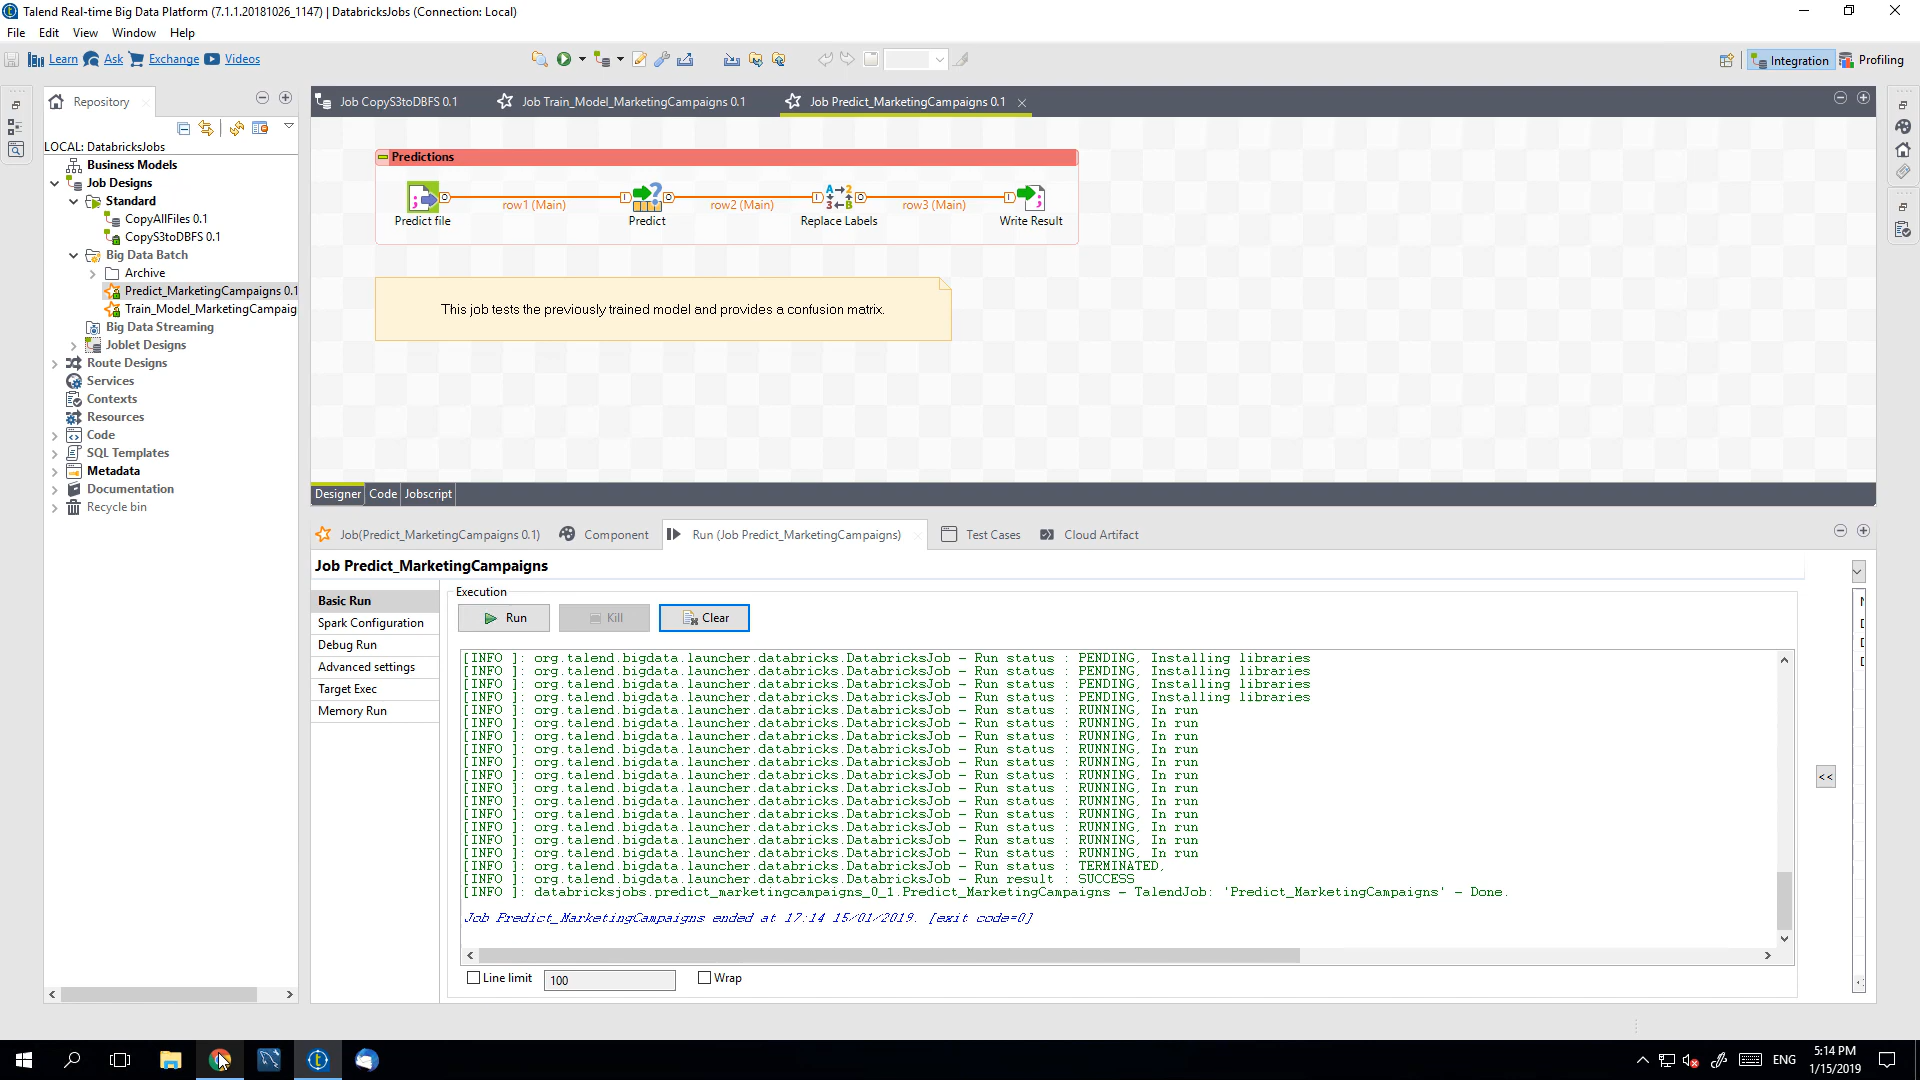 Talend Real-time Big Data Platform (7.1.1.20181026_1147) | DatabricksJobs (Connection: Local)
File Edit View Window Help
Learn Ask Exchange Videos
Integration Profiling
Repository
Job CopyS3toDBFS 0.1 Job Train_Model_MarketingCampaigns 0.1 Job Predict_MarketingCampaigns 0.1
LOCAL: DatabricksJobs
Business Models
Job Designs
Standard
CopyAllFiles 0.1
CopyS3toDBFS 0.1
Big Data Batch
Archive
Predict_MarketingCampaigns 0.1
Train_Model_MarketingCampaig
Big Data Streaming
Joblet Designs
Route Designs
Services
Contexts
Resources
Code
SQL Templates
Metadata
Documentation
Recycle bin
Predictions
row1 (Main) row2 (Main) row3 (Main)
Predict file Predict Replace Labels Write Result
This job tests the previously trained model and provides a confusion matrix.
Designer Code Jobscript
Job(Predict_MarketingCampaigns 0.1) Component Run (Job Predict_MarketingCampaigns) Test Cases Cloud Artifact
Job Predict_MarketingCampaigns
Basic Run
Spark Configuration
Debug Run
Advanced settings
Target Exec
Memory Run
Execution
Run Kill Clear
[INFO ]: org.talend.bigdata.launcher.databricks.DatabricksJob - Run status : PENDING, Installing libraries
[INFO ]: org.talend.bigdata.launcher.databricks.DatabricksJob - Run status : PENDING, Installing libraries
[INFO ]: org.talend.bigdata.launcher.databricks.DatabricksJob - Run status : PENDING, Installing libraries
[INFO ]: org.talend.bigdata.launcher.databricks.DatabricksJob - Run status : PENDING, Installing libraries
[INFO ]: org.talend.bigdata.launcher.databricks.DatabricksJob - Run status : RUNNING, In run
[INFO ]: org.talend.bigdata.launcher.databricks.DatabricksJob - Run status : RUNNING, In run
[INFO ]: org.talend.bigdata.launcher.databricks.DatabricksJob - Run status : RUNNING, In run
[INFO ]: org.talend.bigdata.launcher.databricks.DatabricksJob - Run status : RUNNING, In run
[INFO ]: org.talend.bigdata.launcher.databricks.DatabricksJob - Run status : RUNNING, In run
[INFO ]: org.talend.bigdata.launcher.databricks.DatabricksJob - Run status : RUNNING, In run
[INFO ]: org.talend.bigdata.launcher.databricks.DatabricksJob - Run status : RUNNING, In run
[INFO ]: org.talend.bigdata.launcher.databricks.DatabricksJob - Run status : RUNNING, In run
[INFO ]: org.talend.bigdata.launcher.databricks.DatabricksJob - Run status : RUNNING, In run
[INFO ]: org.talend.bigdata.launcher.databricks.DatabricksJob - Run status : RUNNING, In run
[INFO ]: org.talend.bigdata.launcher.databricks.DatabricksJob - Run status : RUNNING, In run
[INFO ]: org.talend.bigdata.launcher.databricks.DatabricksJob - Run status : RUNNING, In run
[INFO ]: org.talend.bigdata.launcher.databricks.DatabricksJob - Run status : TERMINATED,
[INFO ]: org.talend.bigdata.launcher.databricks.DatabricksJob - Run result : SUCCESS
[INFO ]: databricksjobs.predict_marketingcampaigns_0_1.Predict_MarketingCampaigns - TalendJob: 'Predict_MarketingCampaigns' - Done.
Job Predict_MarketingCampaigns ended at 17:14 15/01/2019. [exit code=0]
<<
Line limit 100 Wrap
ENG
5:14 PM
1/15/2019